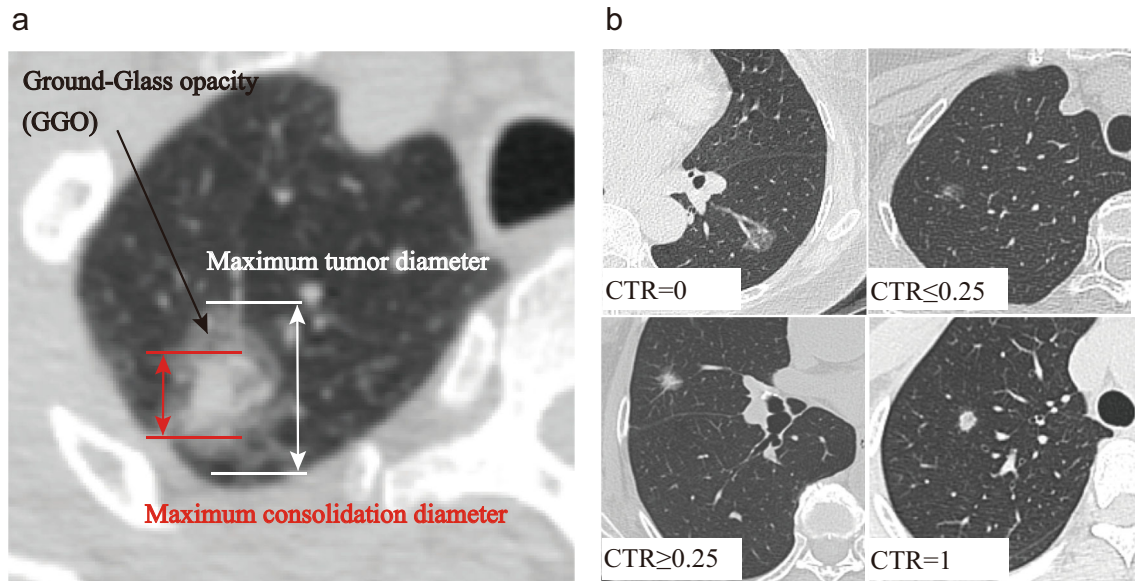 a
Ground-Glass opacity
(GGO)
Maximum tumor diameter
Maximum consolidation diameter
b
CTR=0
CTR≤0.25
CTR≥0.25
CTR=1